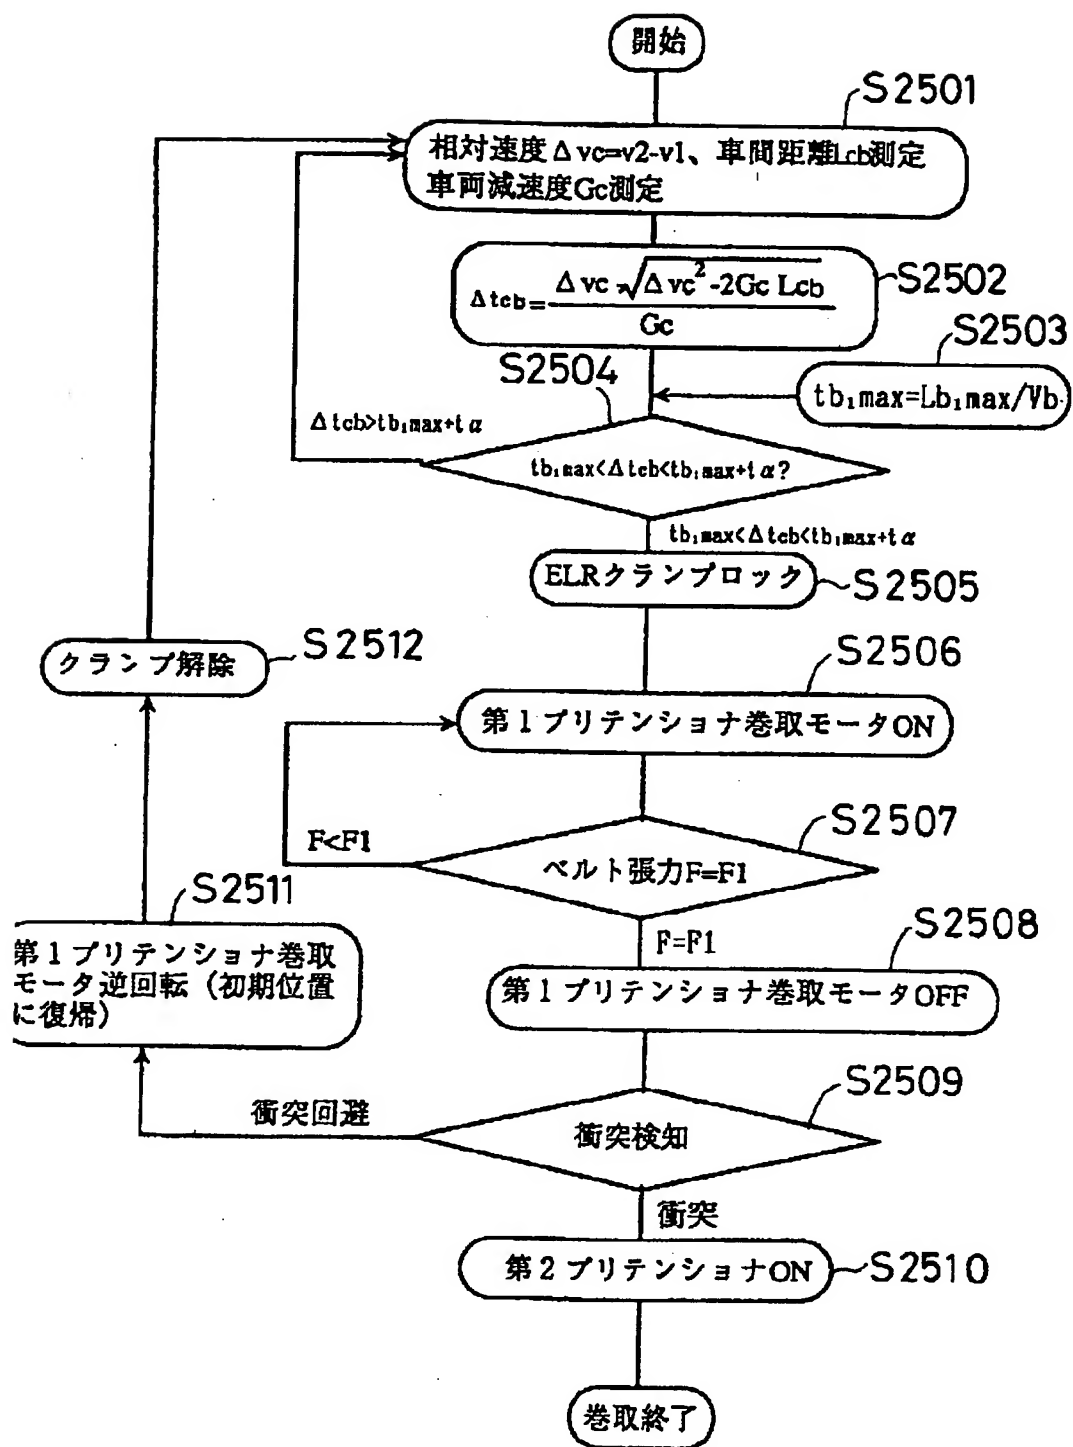 開始
S2501
相対速度Δvc=v2-v1、車間距離Lcb測定
車両減速度Gc測定
S2502
Δtcb=(Δvc-√(Δvc²-2Gc Lcb))/Gc
S2503
tb₁max=Lb₁max/Vb
S2504
Δtcb>tb₁max+tα
tb₁max<Δtcb<tb₁max+tα?
tb₁max<Δtcb<tb₁max+tα
ELRクランプロック
S2505
クランプ解除
S2512
S2506
第1プリテンショナ巻取モータON
S2507
F<F1
ベルト張力F=F1
S2511
第1プリテンショナ巻取
モータ逆回転(初期位置
に復帰)
F=F1
S2508
第1プリテンショナ巻取モータOFF
S2509
衝突回避
衝突検知
衝突
第2プリテンショナON
S2510
巻取終了